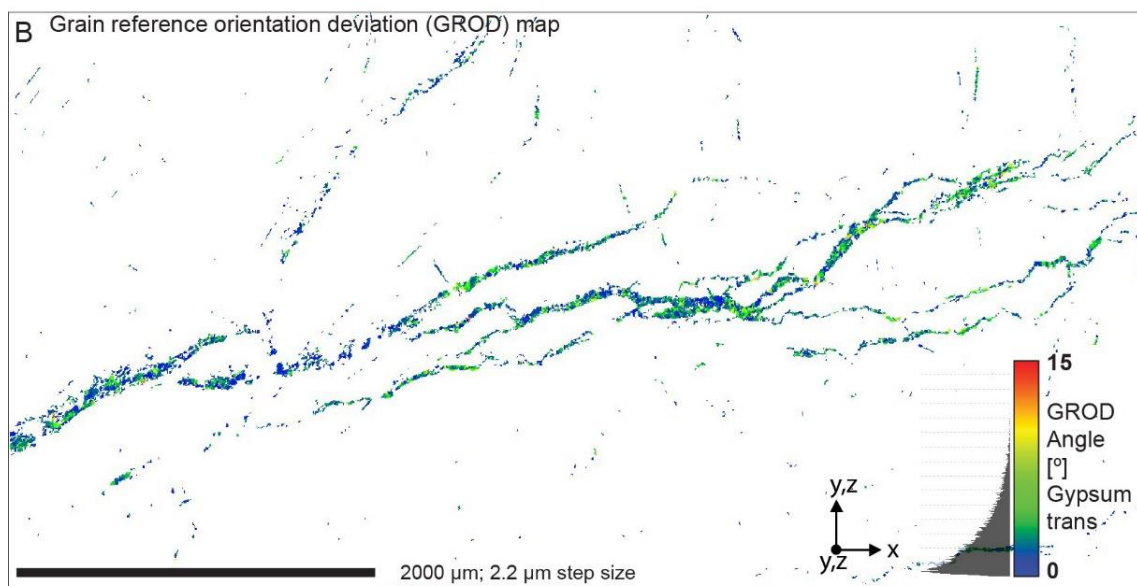 B Grain reference orientation deviation (GROD) map
15
GROD
Angle
[º]
Gypsum
trans
0
y,z
y,z x
2000 µm; 2.2 µm step size